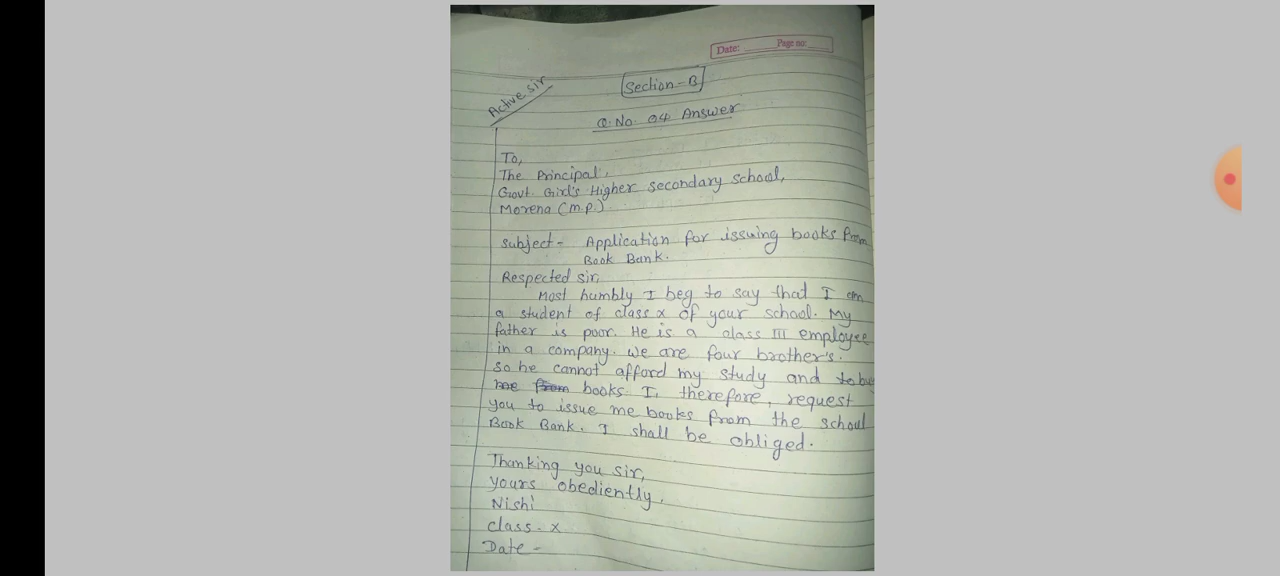 Date: Page no:
Active sir
Section-B
Q. No. 04 Answer
To,
The Principal,
Govt. Girl's Higher secondary school,
Morena (m.p.)
subject- Application for issuing books from
Book Bank.
Respected sir,
Most humbly I beg to say that I am
a student of class x of your school. My
father is poor. He is a class III employee
in a company. we are four brother's.
so he cannot afford my study and to buy
me from books I, therefore, request
you to issue me books from the school
Book Bank. I shall be obliged.
Thanking you sir,
yours obediently,
Nishi
class - x
Date -